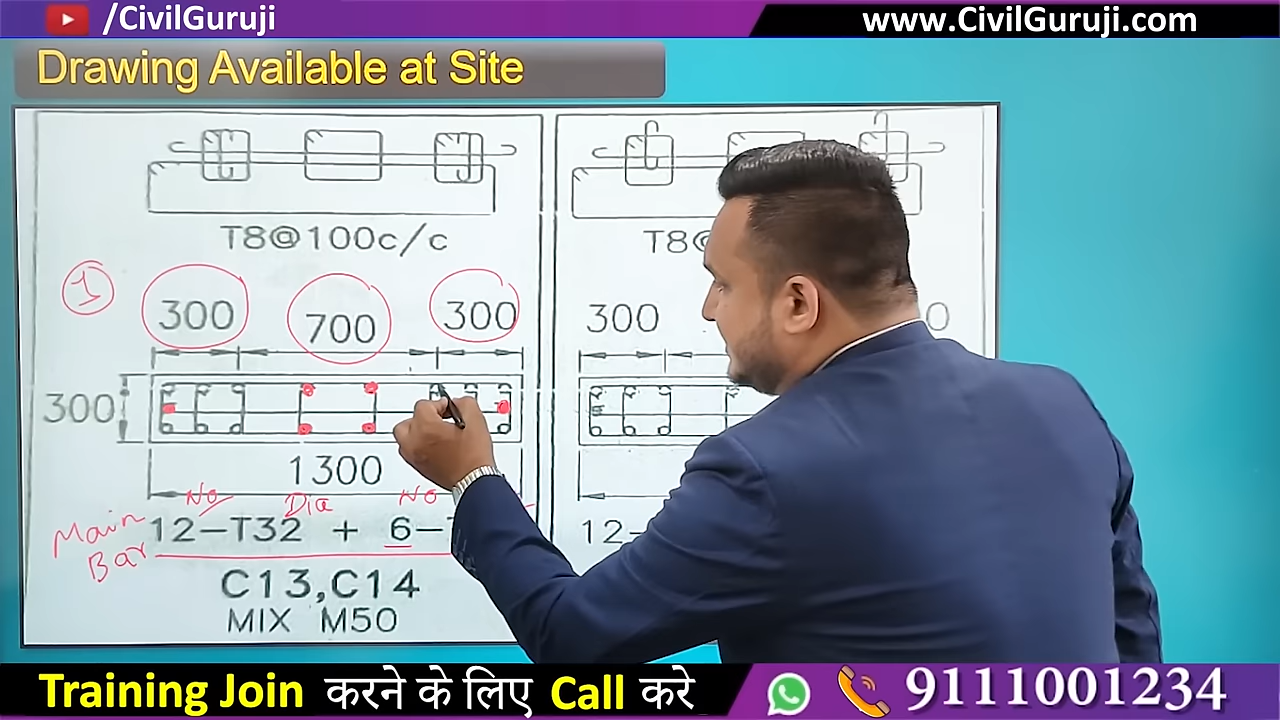 /CivilGuruji
www.CivilGuruji.com
Drawing Available at Site
T8@100c/c
1
300 700 300
300
1300
No Dia No
Main Bar
12-T32 + 6-
C13,C14
MIX M50
T8@
300
12-
Training Join करने के लिए Call करे
9111001234